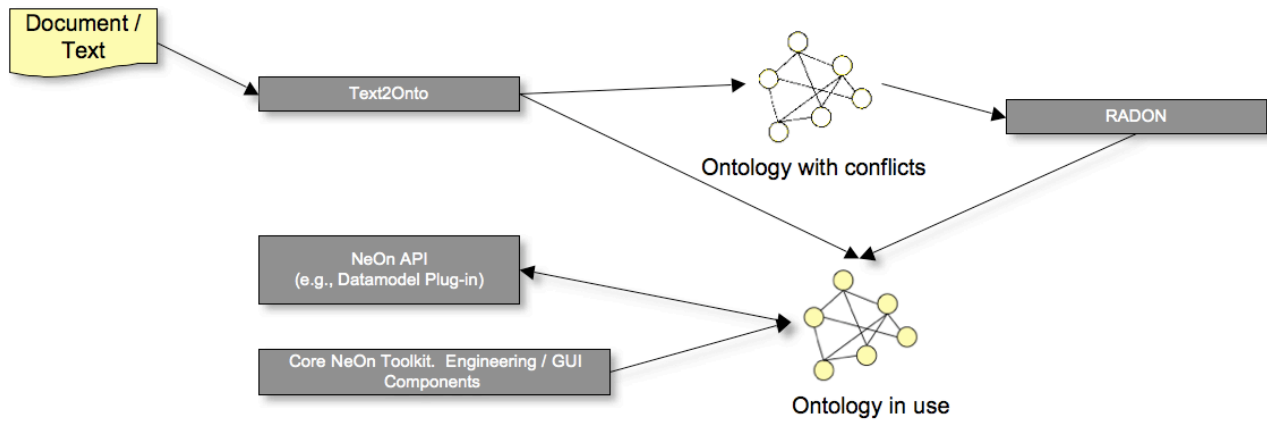 Document /
Text
Text2Onto
RADON
Ontology with conflicts
NeOn API
(e.g., Datamodel Plug-in)
Core NeOn Toolkit.  Engineering / GUI
Components
Ontology in use